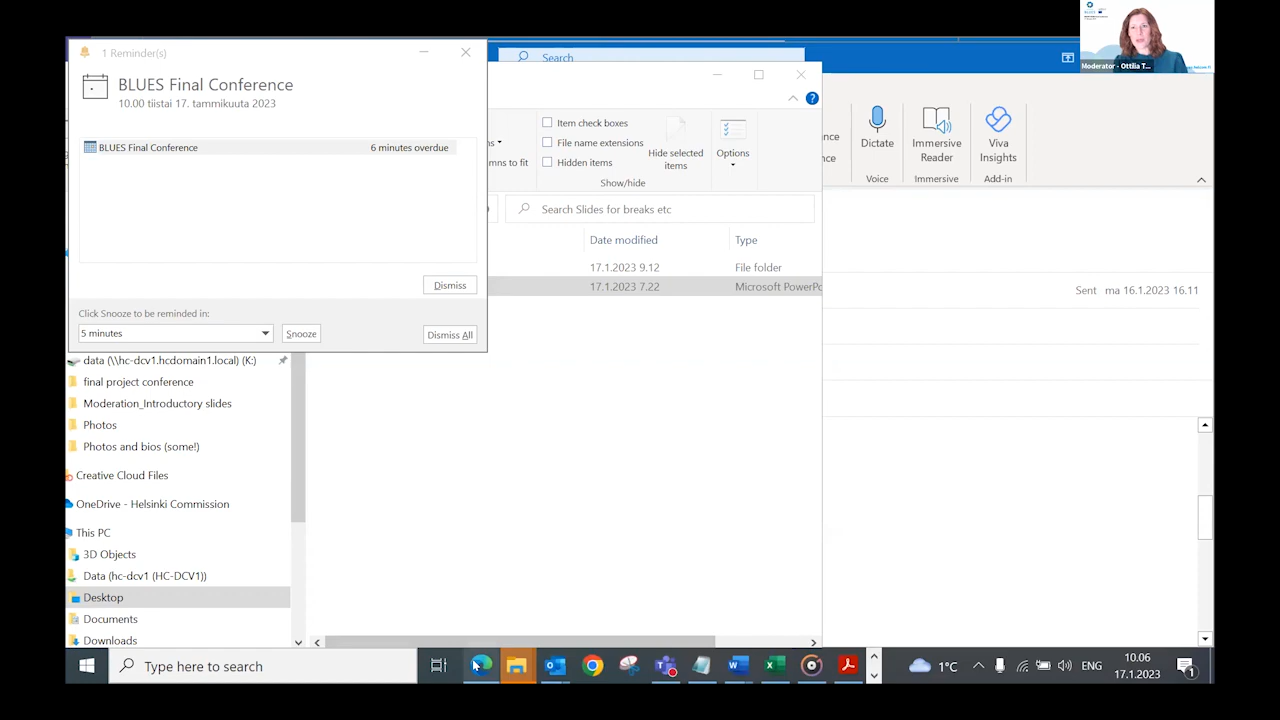 1 Reminder(s)
BLUES Final Conference
10.00 tiistai 17. tammikuuta 2023
BLUES Final Conference 6 minutes overdue
Dismiss
Click Snooze to be reminded in:
5 minutes
Snooze
Dismiss All
Search
Item check boxes
File name extensions
Hidden items
Hide selected
items
Options
mns to fit
Show/hide
Search Slides for breaks etc
Date modified
Type
17.1.2023 9.12
File folder
17.1.2023 7.22
Microsoft PowerPo
Dictate
Immersive
Reader
Viva
Insights
Voice
Immersive
Add-in
Sent ma 16.1.2023 16.11
Moderator - Ottilia T...
data (\\hc-dcv1.hcdomain1.local) (K:)
final project conference
Moderation_Introductory slides
Photos
Photos and bios (some!)
Creative Cloud Files
OneDrive - Helsinki Commission
This PC
3D Objects
Data (hc-dcv1 (HC-DCV1))
Desktop
Documents
Downloads
Type here to search
1°C
ENG
10.06
17.1.2023
1